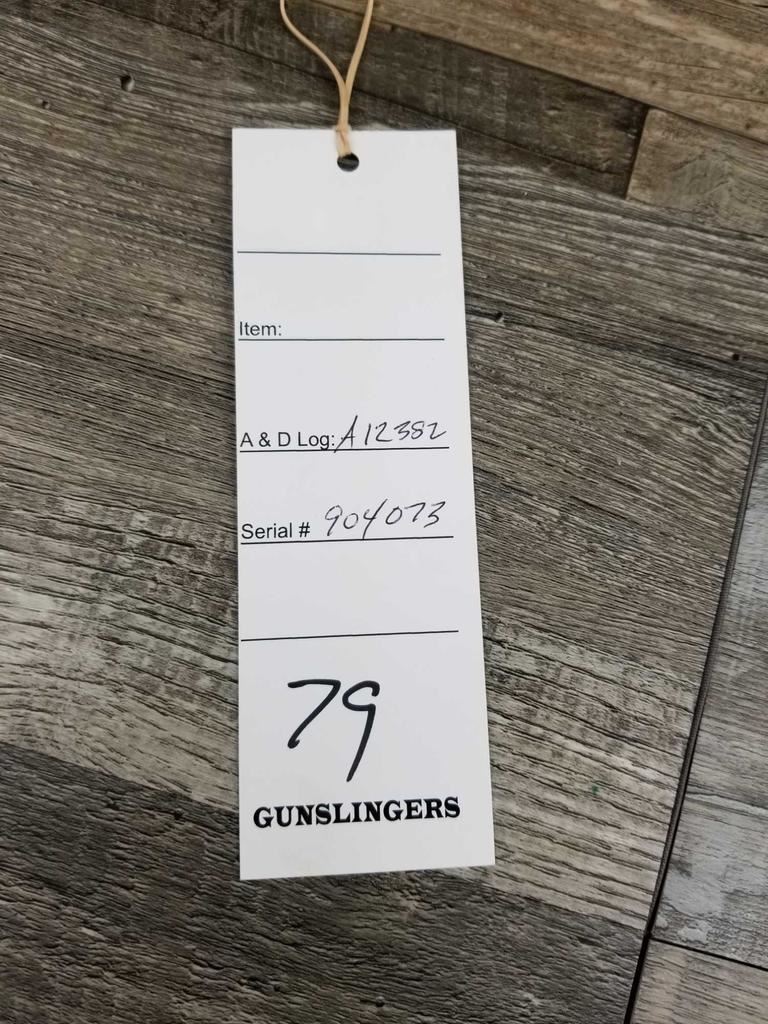 Item:
A & D Log: A12382
Serial # 904073
79
GUNSLINGERS